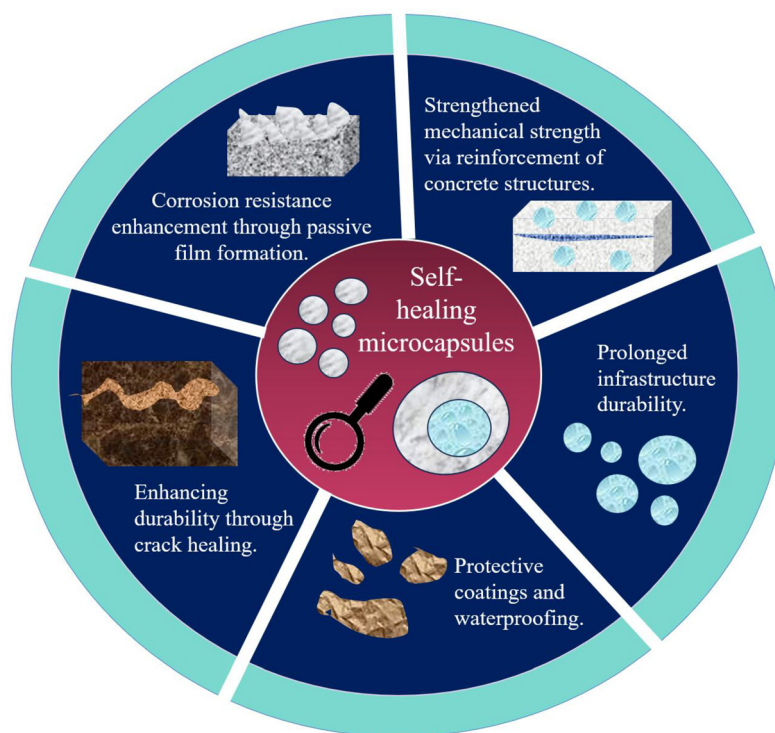 Strengthened
mechanical strength
via reinforcement of
concrete structures.
Corrosion resistance
enhancement through passive
film formation.
Self-
healing
microcapsules
Prolonged
infrastructure
durability.
Enhancing
durability through
crack healing.
Protective
coatings and
waterproofing.